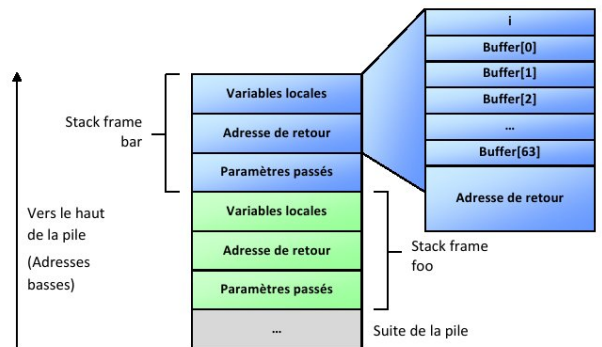 Vers le haut
de la pile
(Adresses
basses)
Stack frame
bar
Variables locales
Adresse de retour
Paramètres passés
Variables locales
Adresse de retour
Paramètres passés
...
Stack frame
foo
Suite de la pile
i
Buffer[0]
Buffer[1]
Buffer[2]
...
Buffer[63]
Adresse de retour